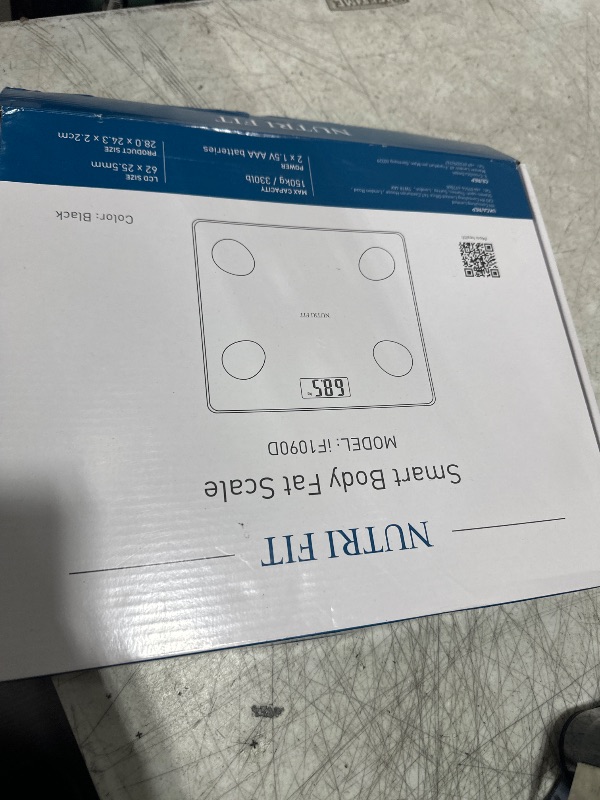 NUTRI FIT
Smart Body Fat Scale
MODEL: iF1090D
68.5
NUTRI FIT
Color: Black
LCD SIZE
62 x 25.5mm
PRODUCT SIZE
28.0 x 24.3 x 2.2cm
MAX CAPACITY
150kg / 330lb
POWER
2 x 1.5V AAA batteries
NUTRI FIT